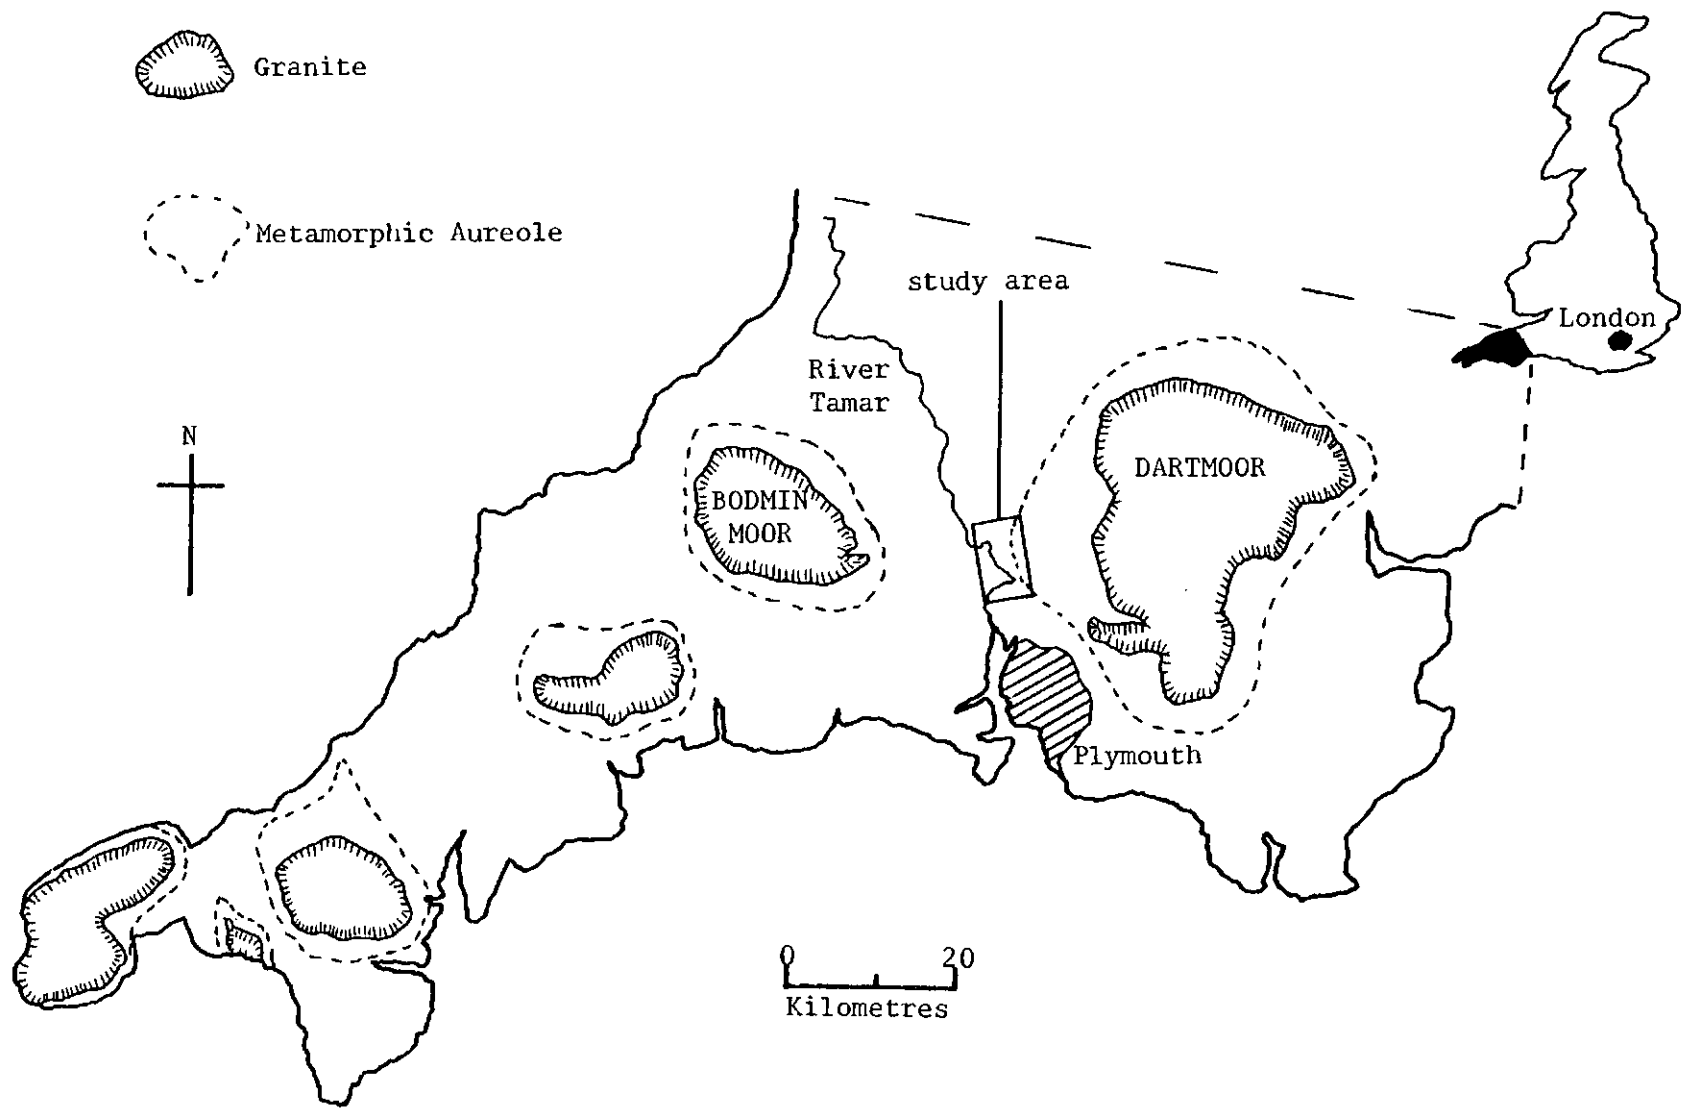 Granite
Metamorphic Aureole
study area
London
River
Tamar
N
DARTMOOR
BODMIN
MOOR
Plymouth
0 20
Kilometres